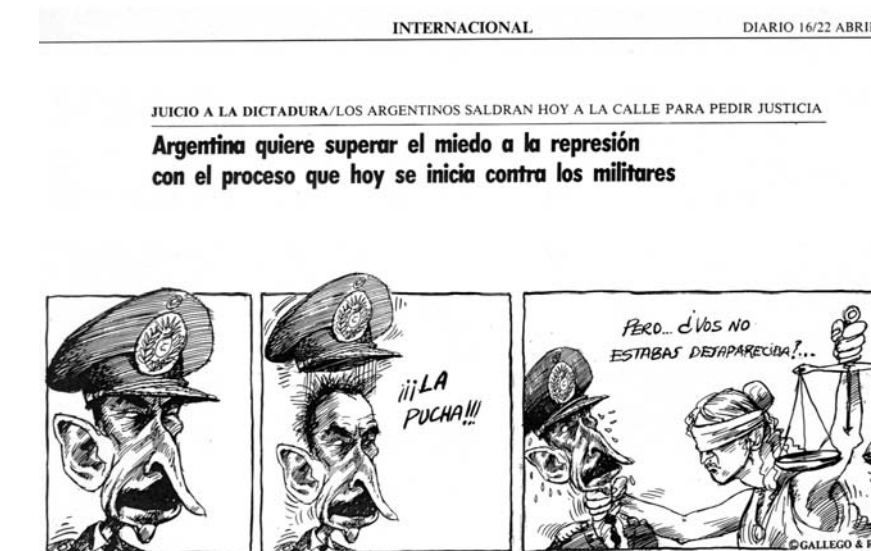 INTERNACIONAL
DIARIO 16/22 ABRIL
JUICIO A LA DICTADURA/LOS ARGENTINOS SALDRAN HOY A LA CALLE PARA PEDIR JUSTICIA
Argentina quiere superar el miedo a la represión
con el proceso que hoy se inicia contra los militares
¡¡¡LA
PUCHA!!!
PERO... ¿VOS NO
ESTABAS DESAPARECIDA?...
©GALLEGO & R